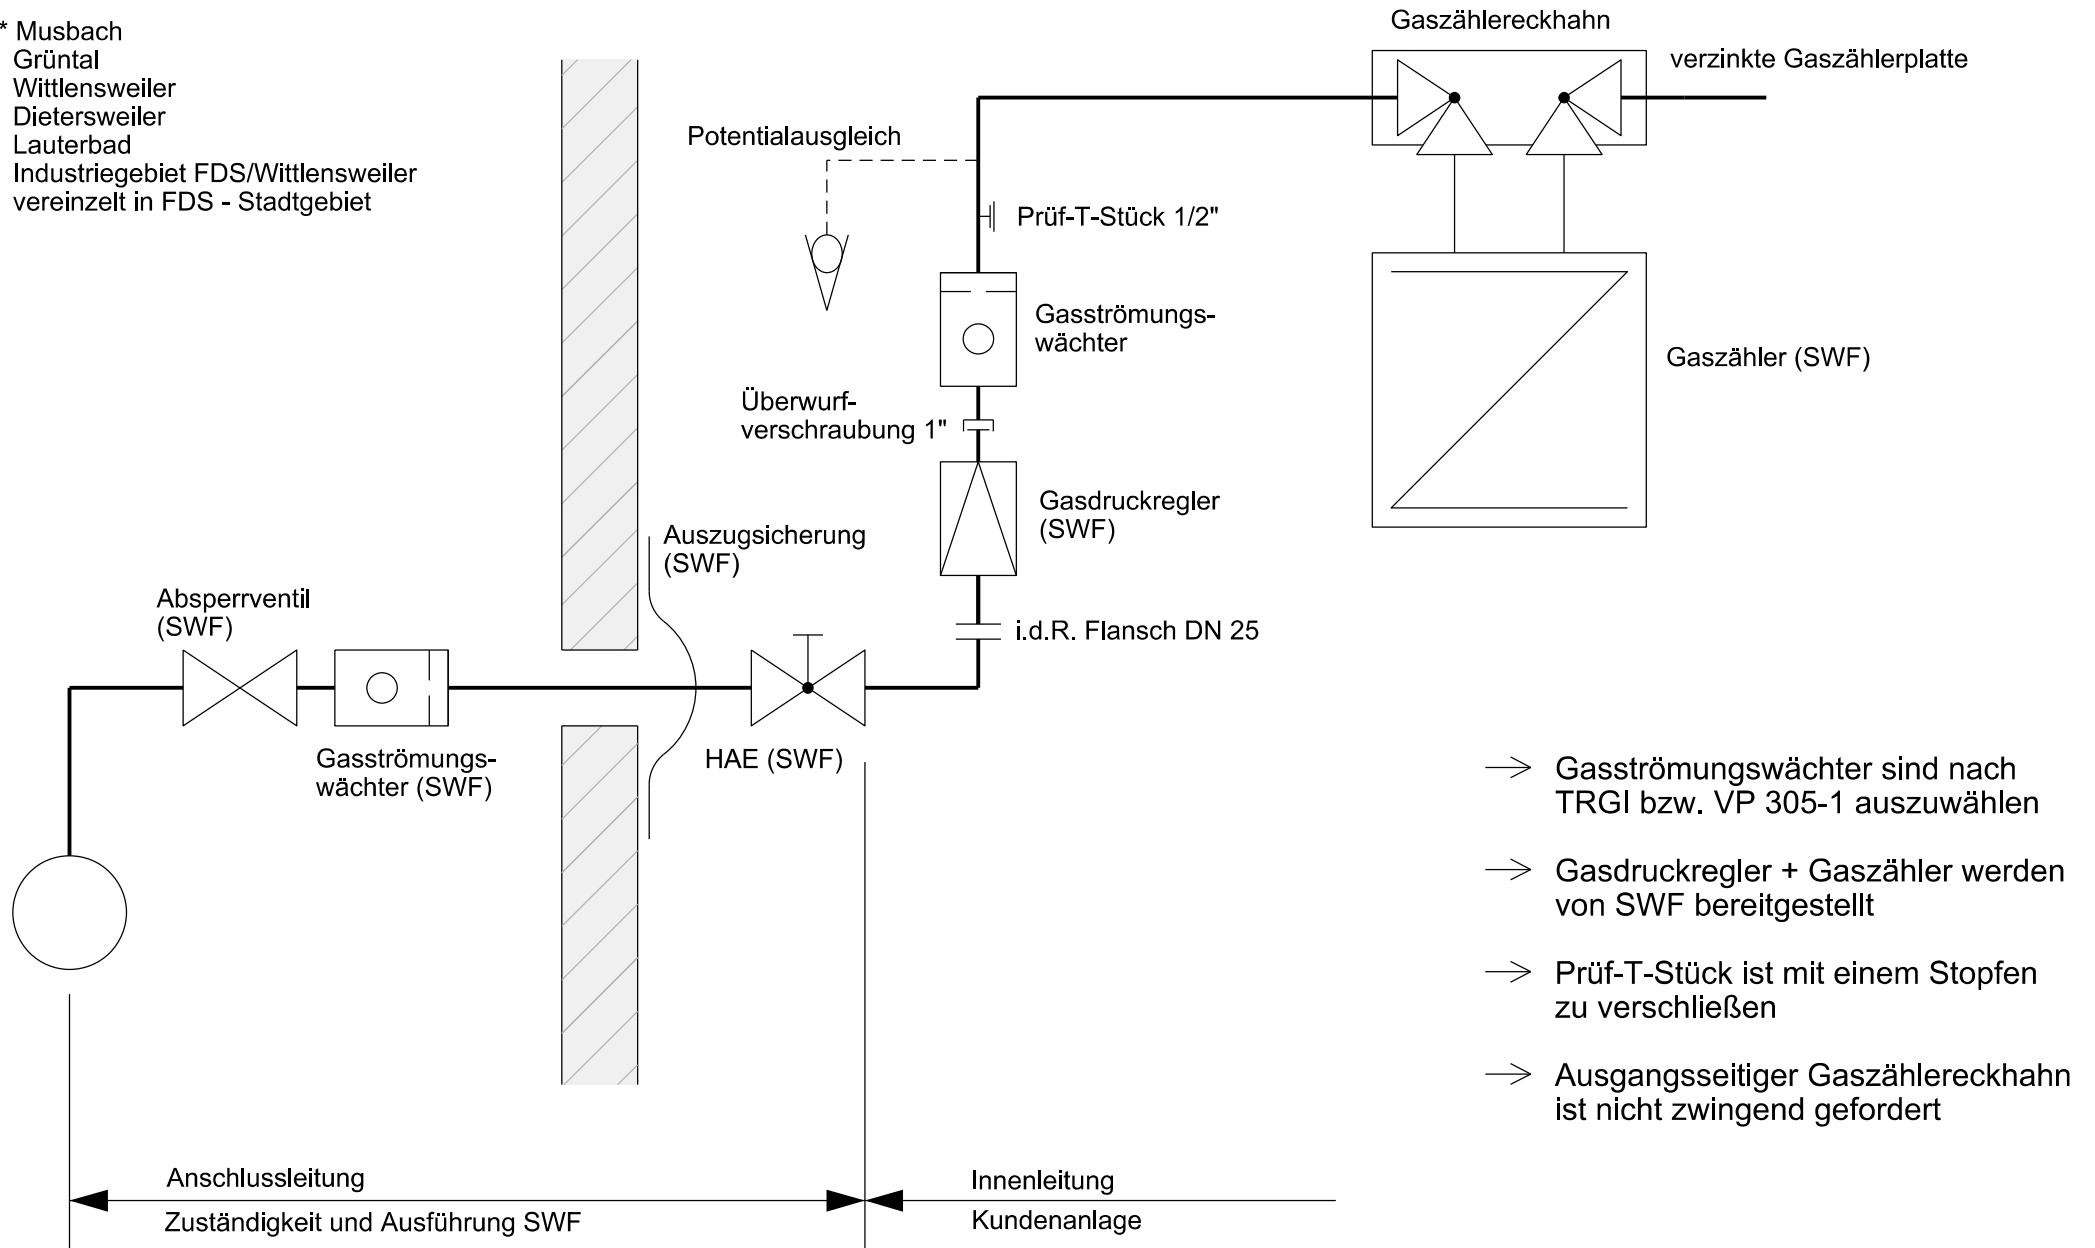 * Musbach
Grüntal
Wittlensweiler
Dietersweiler
Lauterbad
Industriegebiet FDS/Wittlensweiler
vereinzelt in FDS - Stadtgebiet
Gaszählereckhahn
verzinkte Gaszählerplatte
Potentialausgleich
Prüf-T-Stück 1/2"
Gasströmungs-
wächter
Gaszähler (SWF)
Überwurf-
verschraubung 1"
Gasdruckregler
(SWF)
Auszugsicherung
(SWF)
Absperrventil
(SWF)
i.d.R. Flansch DN 25
Gasströmungs-
wächter (SWF)
HAE (SWF)
Gasströmungswächter sind nach
TRGI bzw. VP 305-1 auszuwählen
Gasdruckregler + Gaszähler werden
von SWF bereitgestellt
Prüf-T-Stück ist mit einem Stopfen
zu verschließen
Ausgangsseitiger Gaszählereckhahn
ist nicht zwingend gefordert
Anschlussleitung
Zuständigkeit und Ausführung SWF
Innenleitung
Kundenanlage